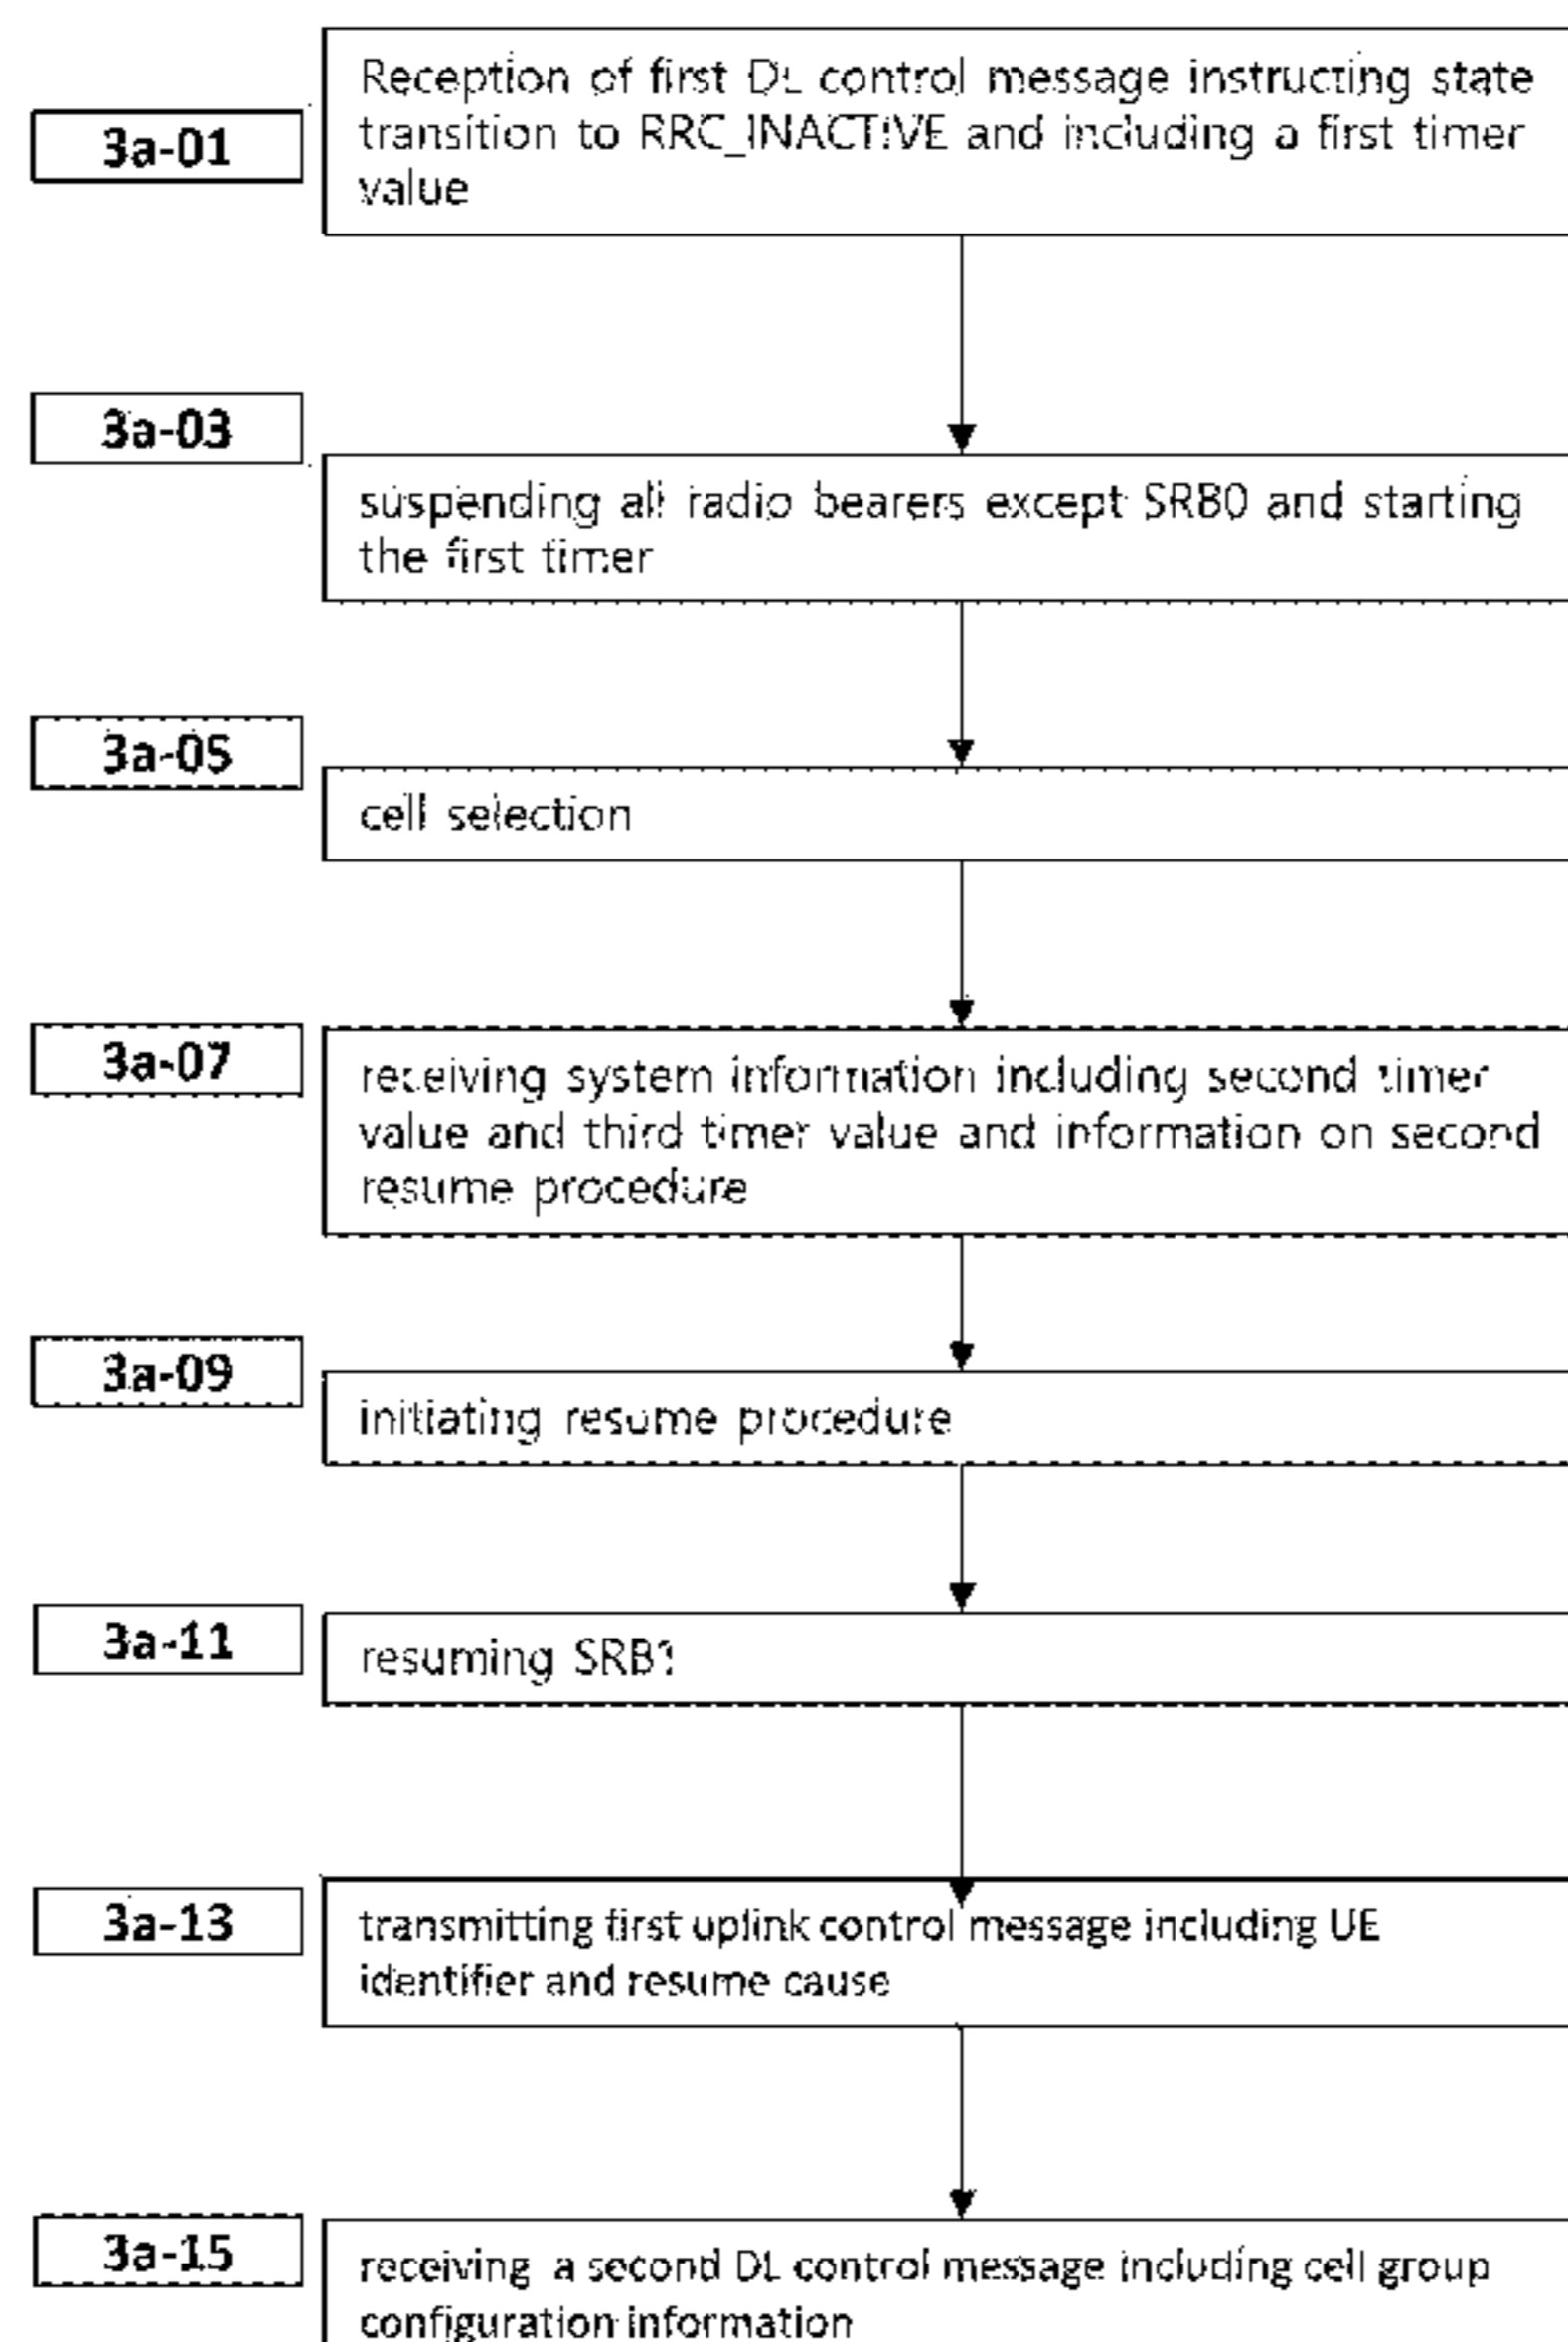 3a-01
Reception of first DL control message instructing state
transition to RRC_INACTIVE and including a first timer
value
3a-03
suspending all radio bearers except SRB0 and starting
the first timer
3a-05
cell selection
3a-07
receiving system information including second timer
value and third timer value and information on second
resume procedure
3a-09
initiating resume procedure
3a-11
resuming SRB1
3a-13
transmitting first uplink control message including UE
identifier and resume cause
3a-15
receiving a second DL control message including cell group
configuration information